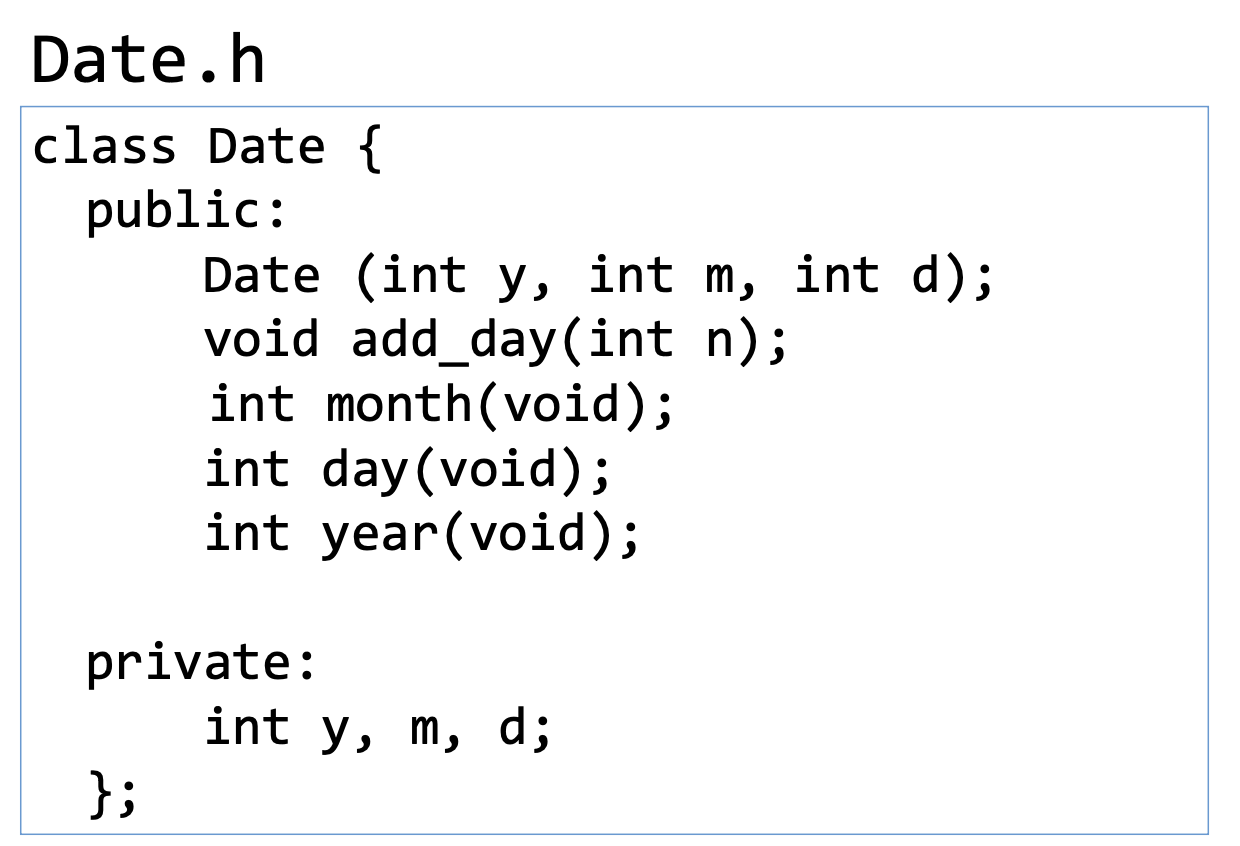 Date.h
class Date {
public:
Date (int y, int m, int d);
void add_day(int n);
int month(void);
int day(void);
int year(void);
private:
int y, m, d;
};